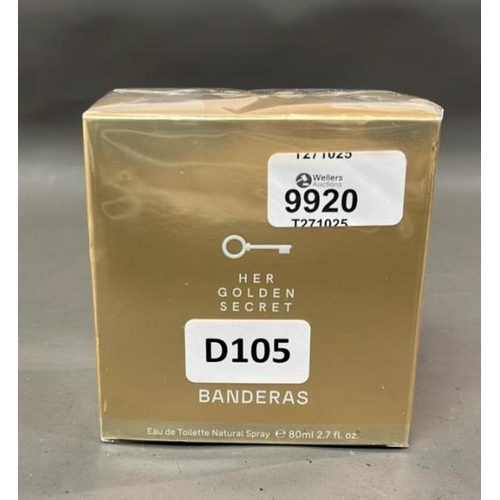 T271025
Wellers
Auctions
9920
T271025
HER
GOLDEN
SECRET
D105
BANDERAS
Eau de Toilette Natural Spray ℮ 80ml 2.7 fl. oz.